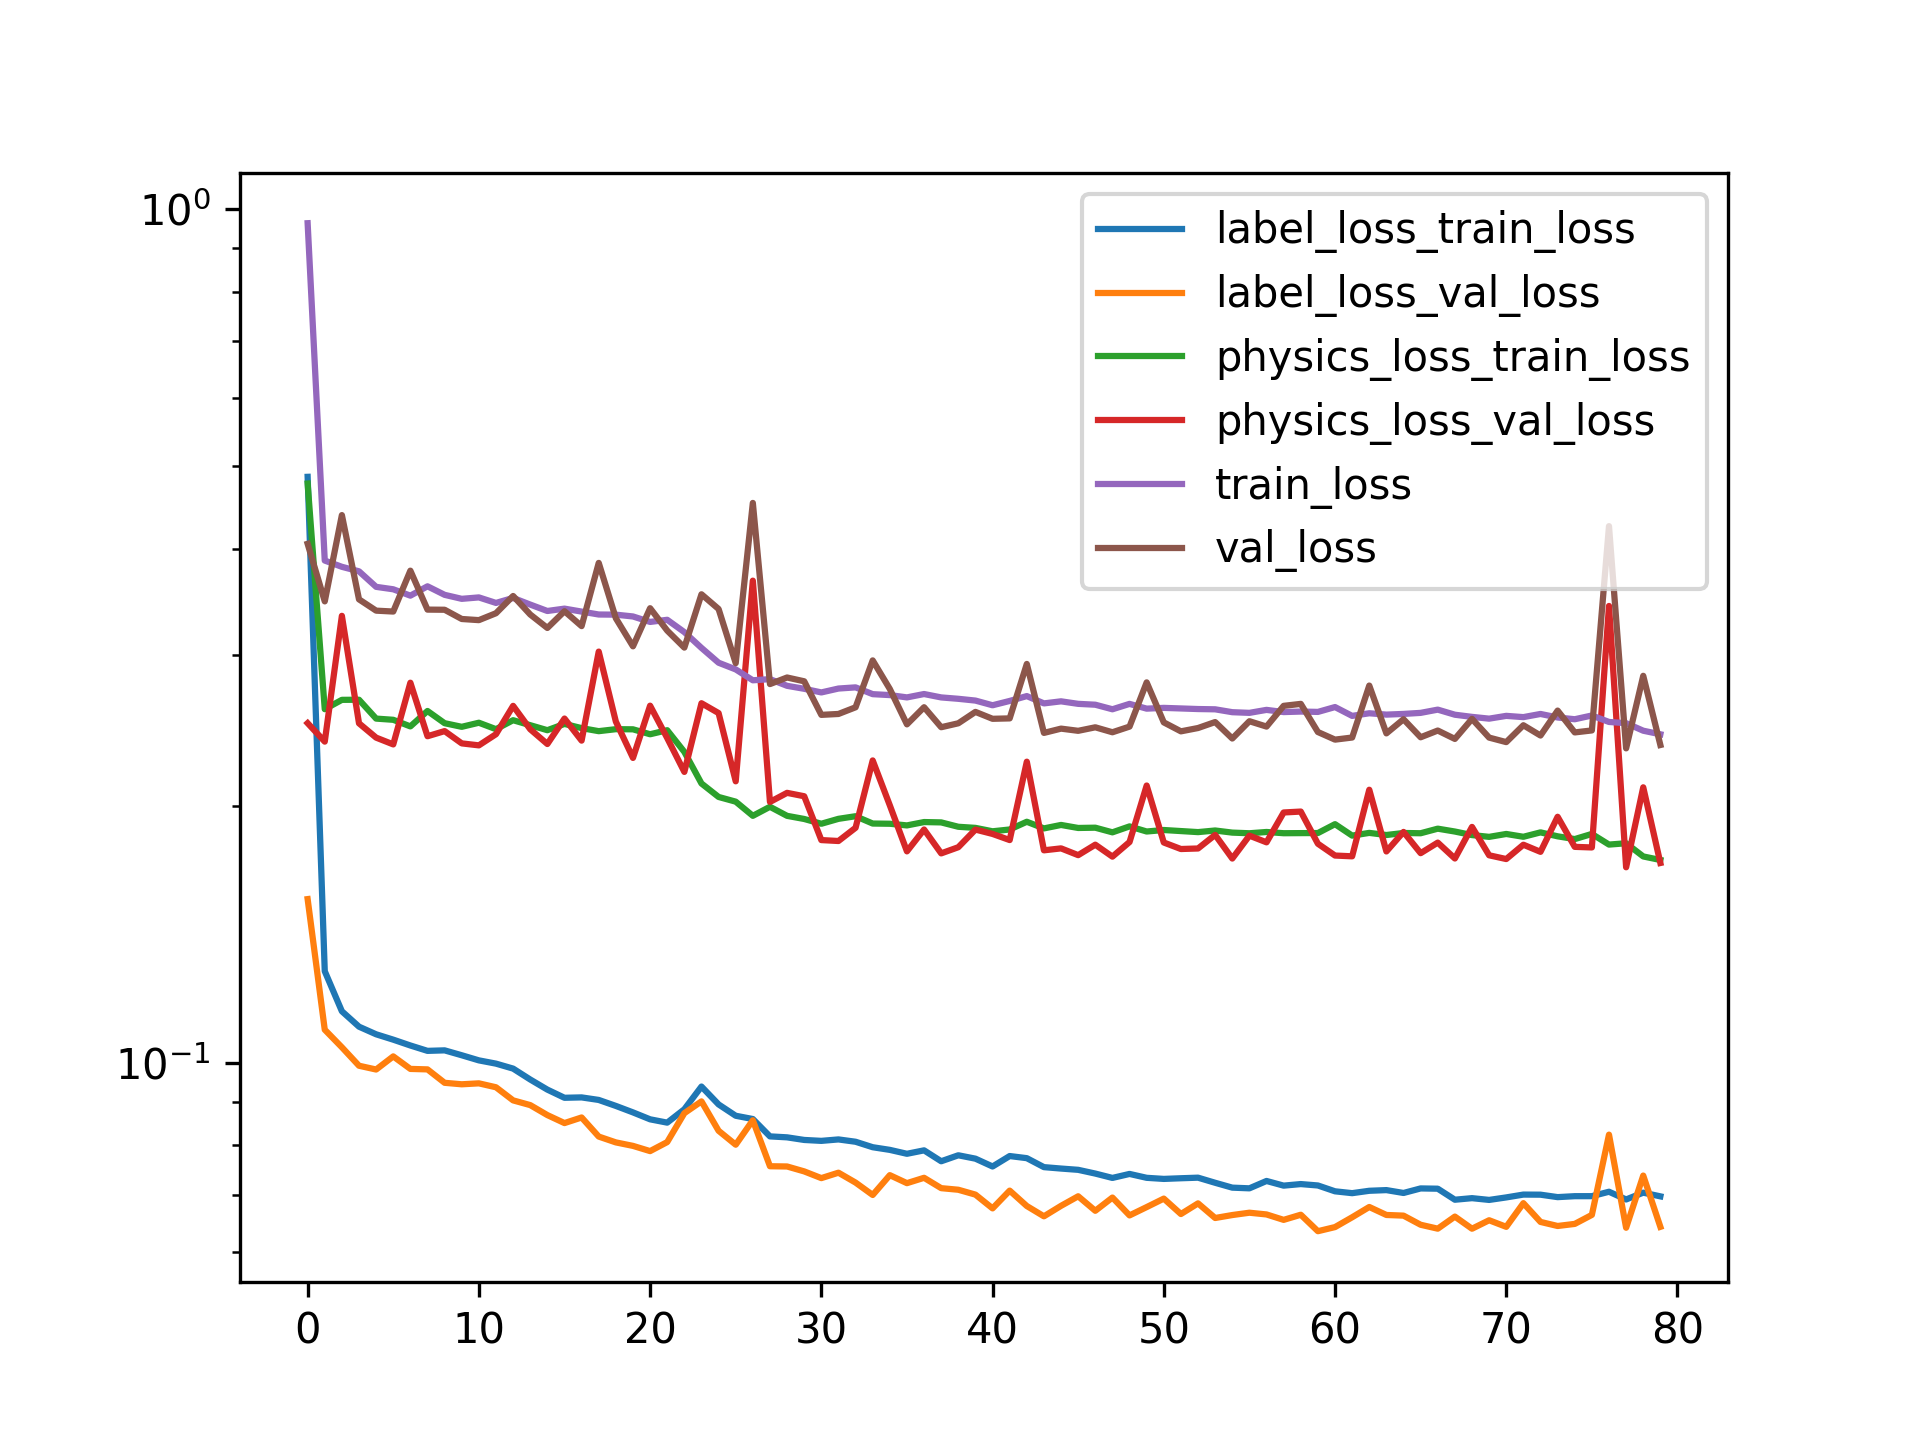 10⁰
10⁻¹
label_loss_train_loss
label_loss_val_loss
physics_loss_train_loss
physics_loss_val_loss
train_loss
val_loss
0 10 20 30 40 50 60 70 80